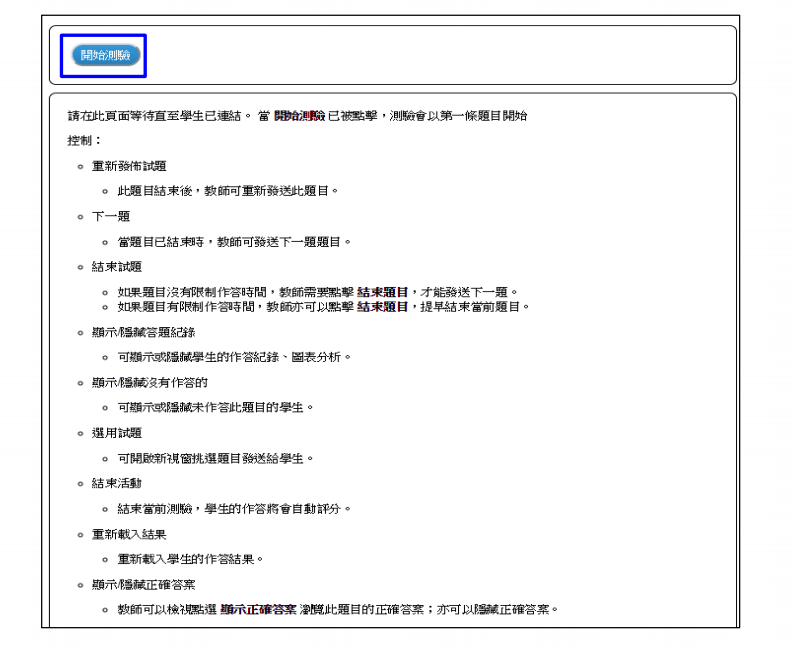 開始測驗
請在此頁面等待直至學生已連結。 當 開始測驗 已被點擊,測驗會以第一條題目開始
控制：
重新發佈試題
此題目結束後,教師可重新發送此題目。
下一題
當題目已結束時,教師可發送下一題題目。
結束試題
如果題目沒有限制作答時間,教師需要點擊 結束題目,才能發送下一題。
如果題目有限制作答時間,教師亦可以點擊 結束題目,提早結束當前題目。
顯示/隱藏答題紀錄
可顯示或隱藏學生的作答紀錄、圖表分析。
顯示/隱藏沒有作答的
可顯示或隱藏未作答此題目的學生。
選用試題
可開啟新視窗挑選題目發送給學生。
結束活動
結束當前測驗,學生的作答將會自動評分。
重新載入結果
重新載入學生的作答結果。
顯示/隱藏正確答案
教師可以檢視點選 顯示正確答案 瀏覽此題目的正確答案；亦可以隱藏正確答案。